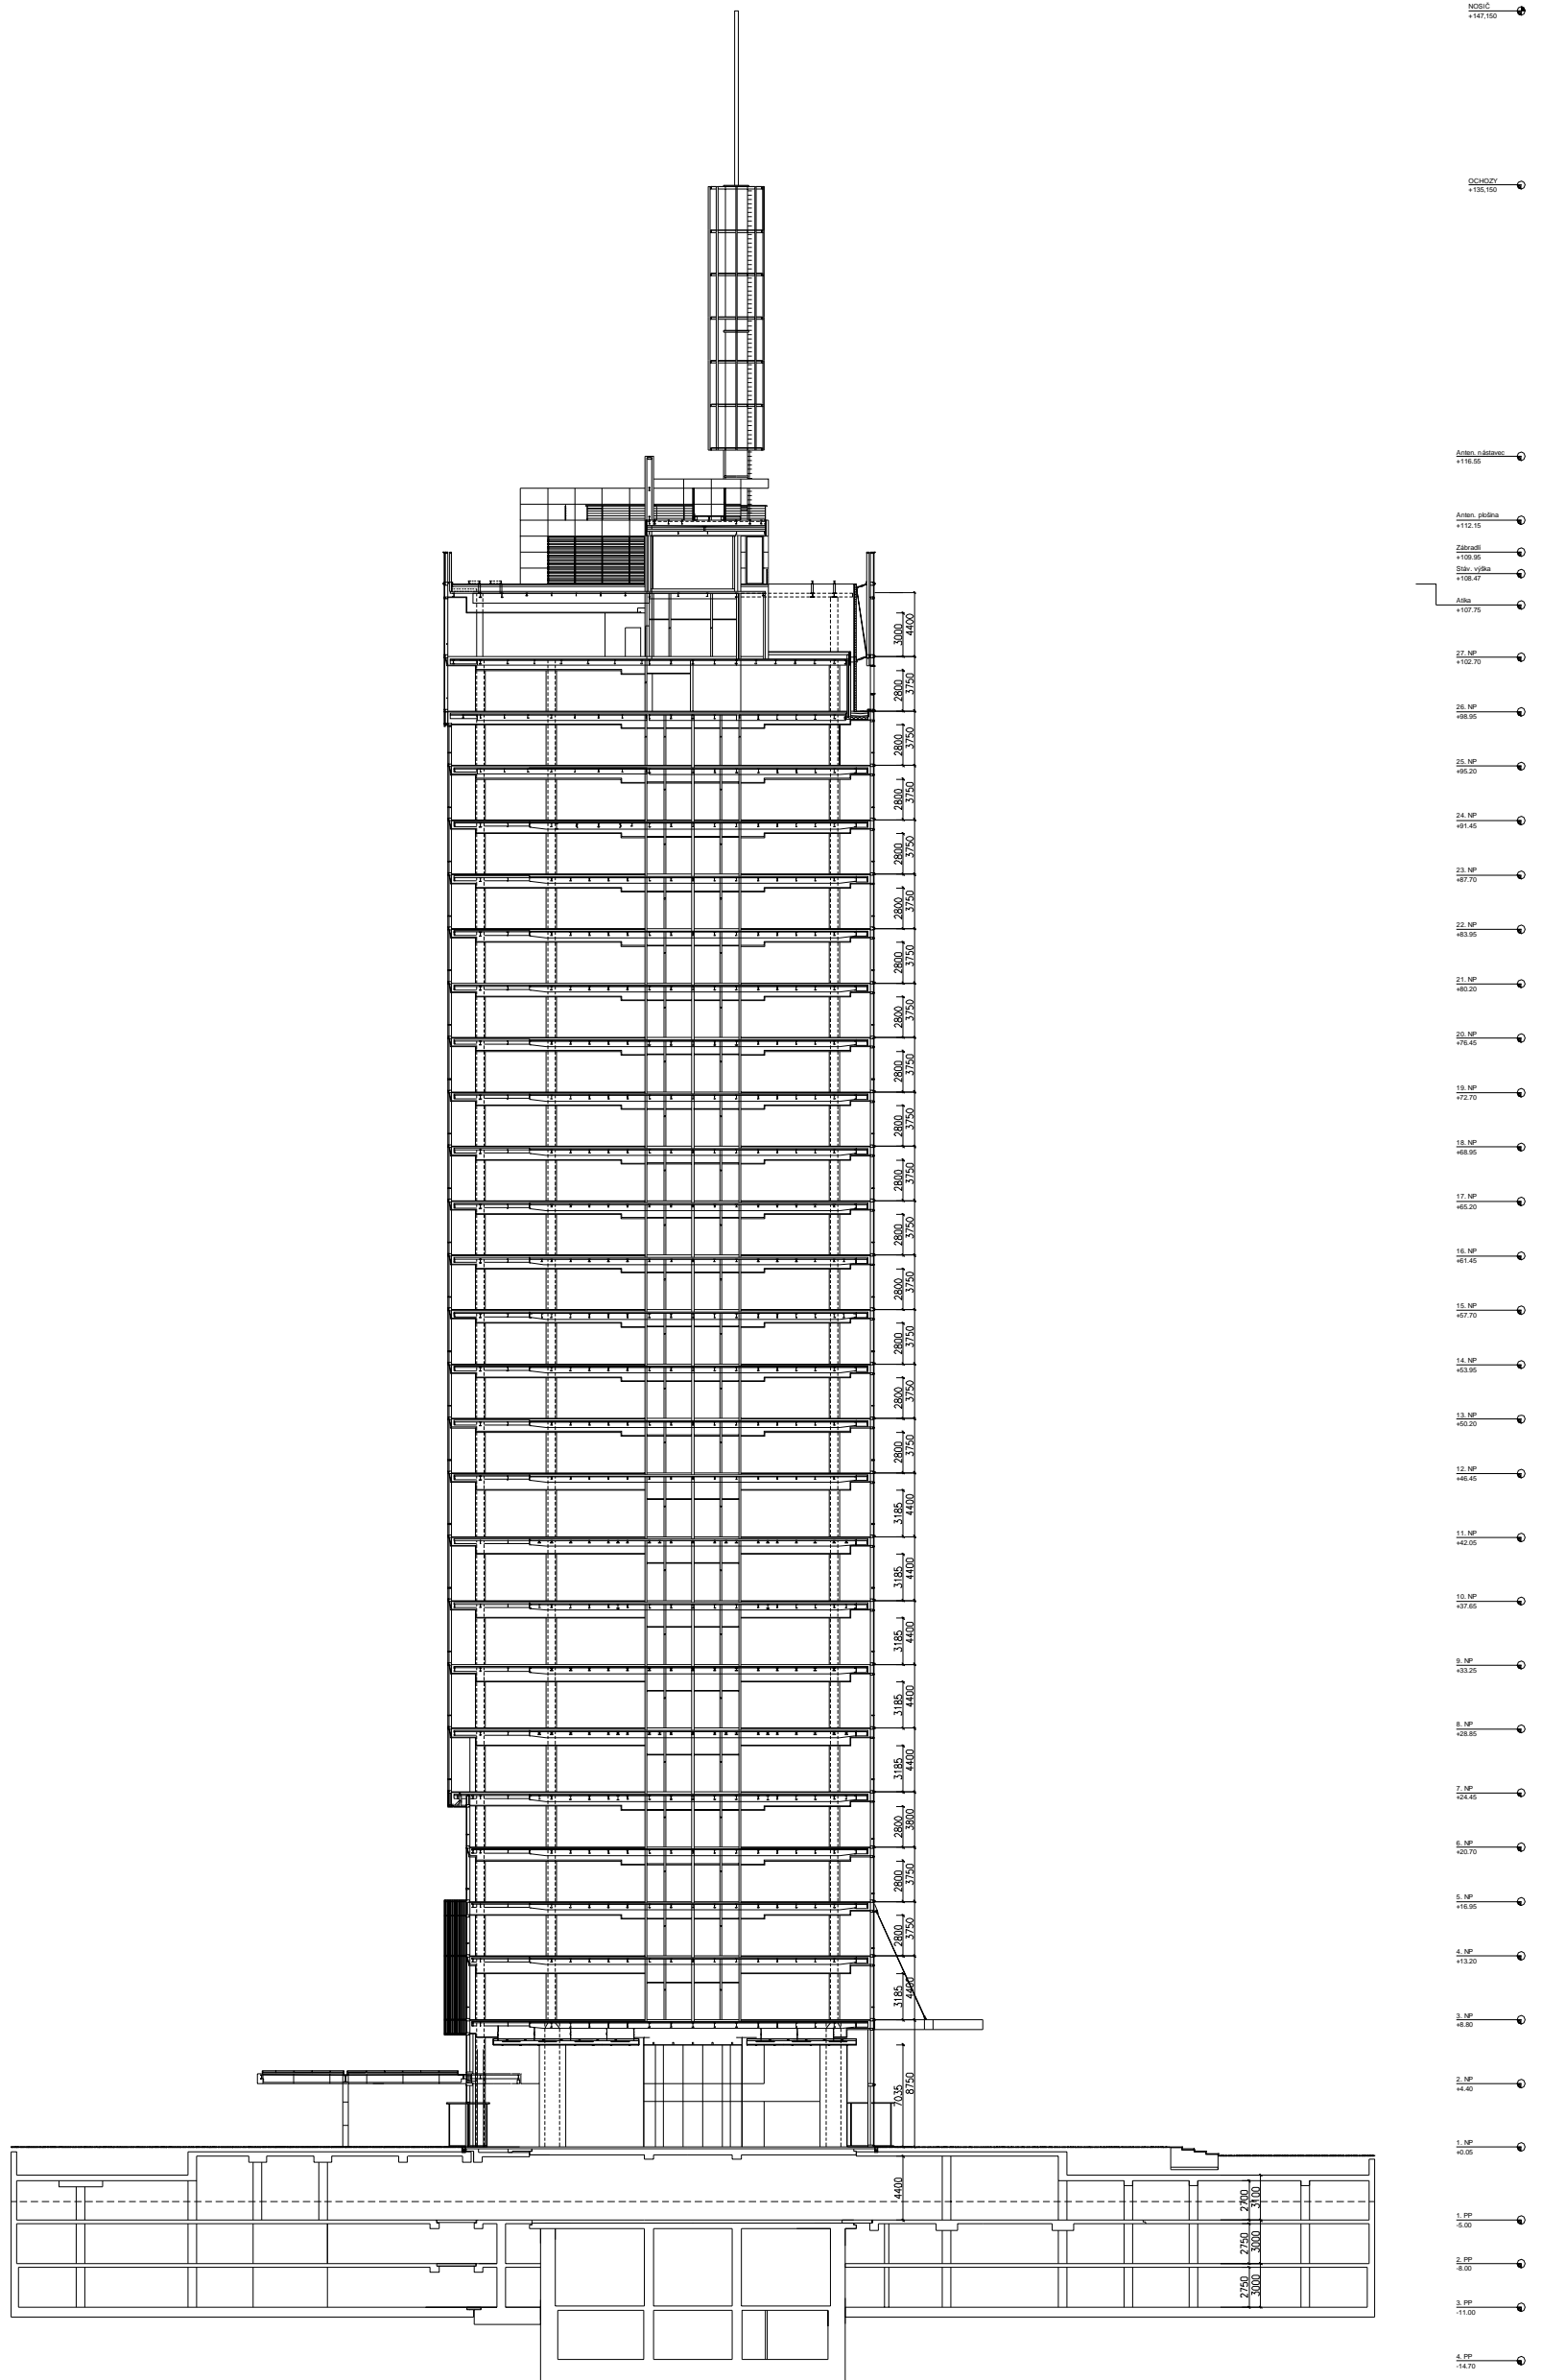 NOSIČ
+147,150
OCHOZY
+135,150
Anten. nástavec
+116.55
Anten. plošina
+112.15
Zábradlí
+109.95
Stav. výška
+108.47
Atika
+107.75
3000
4400
27. NP
+102.70
2800
3750
26. NP
+98.95
2800
3750
25. NP
+95.20
2800
3750
24. NP
+91.45
2800
3750
23. NP
+87.70
2800
3750
22. NP
+83.95
2800
3750
21. NP
+80.20
2800
3750
20. NP
+76.45
2800
3750
19. NP
+72.70
2800
3750
18. NP
+68.95
2800
3750
17. NP
+65.20
2800
3750
16. NP
+61.45
2800
3750
15. NP
+57.70
2800
3750
14. NP
+53.95
2800
3750
13. NP
+50.20
2800
3750
12. NP
+46.45
3185
4400
11. NP
+42.05
3185
4400
10. NP
+37.65
3185
4400
9. NP
+33.25
3185
4400
8. NP
+28.85
3185
4400
7. NP
+24.45
2800
3800
6. NP
+20.70
2800
3750
5. NP
+16.95
2800
3750
4. NP
+13.20
3185
4400
3. NP
+8.80
2. NP
+4.40
7035
8750
1. NP
+0.05
4400
2700
3100
1. PP
-5.00
2750
3000
2. PP
-8.00
2750
3000
3. PP
-11.00
4. PP
-14.70